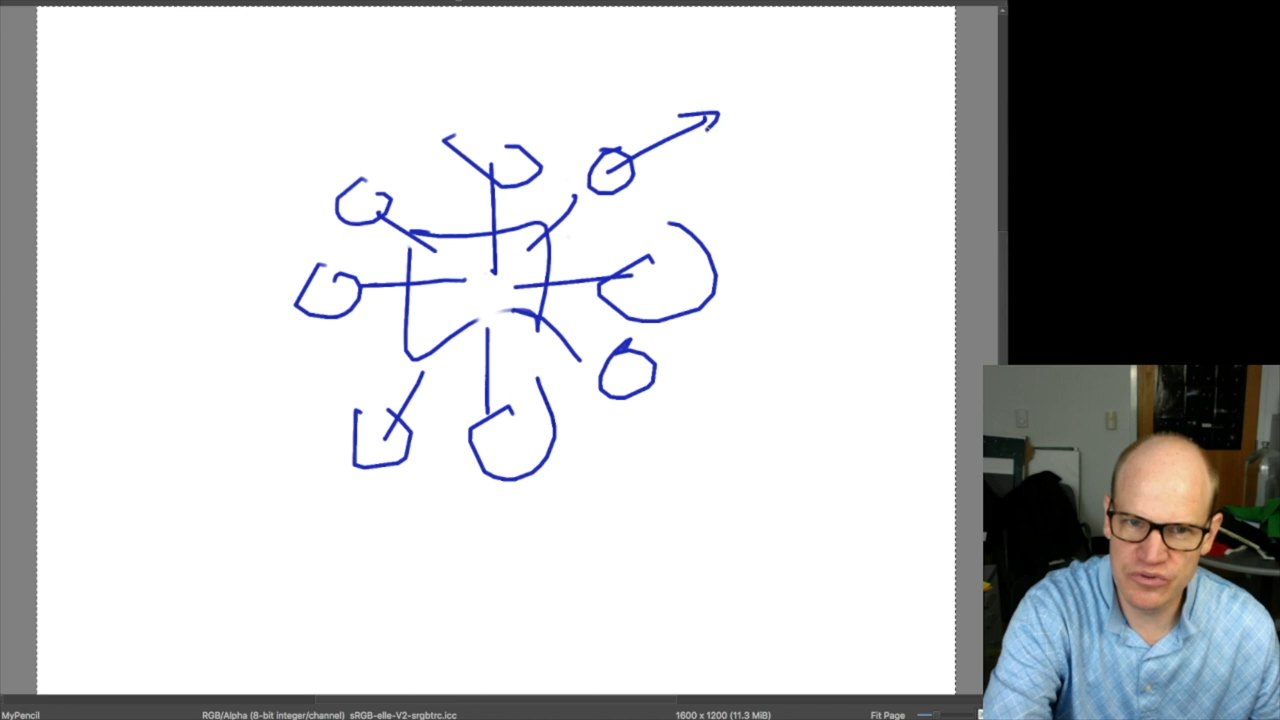 MyPencil RGB/Alpha (8-bit integer/channel) sRGB-elle-V2-srgbtrc.icc 1600 x 1200 (11.3 MiB) Fit Page